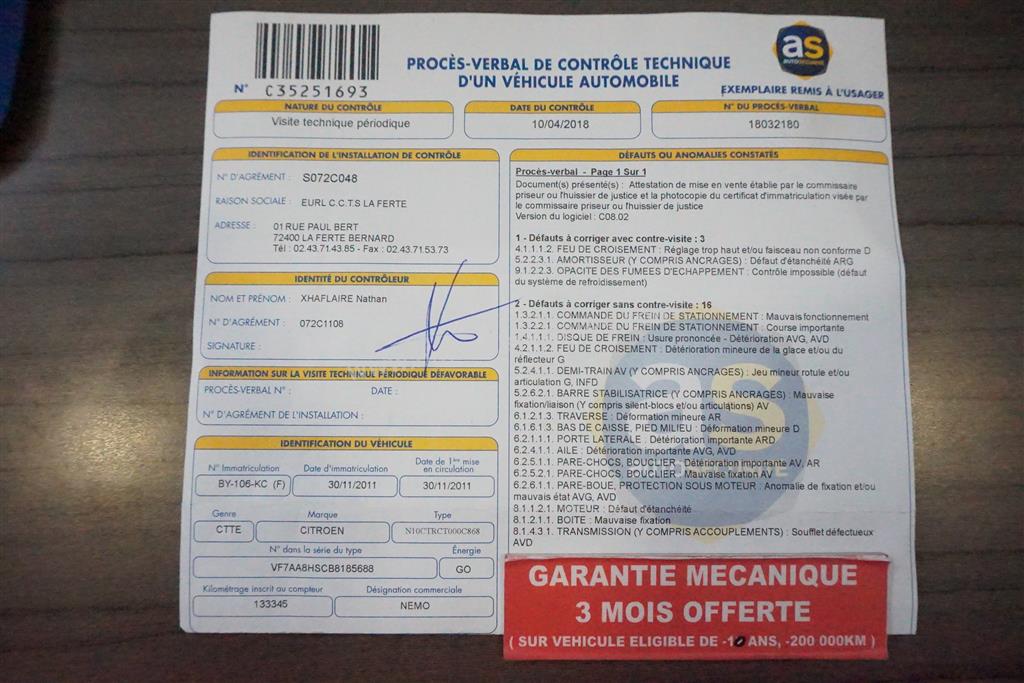 as
AUTOSECURITE
PROCÈS-VERBAL DE CONTRÔLE TECHNIQUE
D'UN VÉHICULE AUTOMOBILE
N° C35251693
EXEMPLAIRE REMIS À L'USAGER
NATURE DU CONTRÔLE
Visite technique périodique
DATE DU CONTRÔLE
10/04/2018
N° DU PROCÈS-VERBAL
18032180
IDENTIFICATION DE L'INSTALLATION DE CONTRÔLE
N° D'AGRÉMENT : S072C048
RAISON SOCIALE : EURL C.C.T.S LA FERTE
ADRESSE : 01 RUE PAUL BERT
72400 LA FERTE BERNARD
Tél : 02.43.71.43.85 - Fax : 02.43.71.53.73
IDENTITÉ DU CONTRÔLEUR
NOM ET PRÉNOM : XHAFLAIRE Nathan
N° D'AGRÉMENT : 072C1108
SIGNATURE :
INFORMATION SUR LA VISITE TECHNIQUE PÉRIODIQUE DÉFAVORABLE
PROCÈS-VERBAL N° : DATE :
N° D'AGRÉMENT DE L'INSTALLATION :
IDENTIFICATION DU VÉHICULE
N° Immatriculation
BY-106-KC (F)
Date d'immatriculation
30/11/2011
Date de 1ère mise
en circulation
30/11/2011
Genre
CTTE
Marque
CITROEN
Type
N10CTRCT000C868
N° dans la série du type
VF7AA8HSCB8185688
Énergie
GO
Kilométrage inscrit au compteur
133345
Désignation commerciale
NEMO
DÉFAUTS OU ANOMALIES CONSTATÉS
Procès-verbal - Page 1 Sur 1
Document(s) présenté(s) : Attestation de mise en vente établie par le commissaire
priseur ou l'huissier de justice et la photocopie du certificat d'immatriculation visée par
le commissaire priseur ou l'huissier de justice
Version du logiciel : C08.02
1 - Défauts à corriger avec contre-visite : 3
4.1.1.1.2. FEU DE CROISEMENT : Réglage trop haut et/ou faisceau non conforme D
5.2.2.3.1. AMORTISSEUR (Y COMPRIS ANCRAGES) : Défaut d'étanchéité ARG
9.1.2.2.3. OPACITE DES FUMEES D'ECHAPPEMENT : Contrôle impossible (défaut
du système de refroidissement)
2 - Défauts à corriger sans contre-visite : 16
1.3.2.1.1. COMMANDE DU FREIN DE STATIONNEMENT : Mauvais fonctionnement
1.3.2.2.1. COMMANDE DU FREIN DE STATIONNEMENT : Course importante
1.4.1.1.1. DISQUE DE FREIN : Usure prononcée - Détérioration AVG, AVD
4.2.1.1.2. FEU DE CROISEMENT : Détérioration mineure de la glace et/ou du
réflecteur G
5.2.4.1.1. DEMI-TRAIN AV (Y COMPRIS ANCRAGES) : Jeu mineur rotule et/ou
articulation G, INFD
5.2.6.2.1. BARRE STABILISATRICE (Y COMPRIS ANCRAGES) : Mauvaise
fixation/liaison (Y compris silent-blocs et/ou articulations) AV
6.1.2.1.3. TRAVERSE : Déformation mineure AR
6.1.6.1.3. BAS DE CAISSE, PIED MILIEU : Déformation mineure D
6.2.1.1.1. PORTE LATERALE : Détérioration importante ARD
6.2.4.1.1. AILE : Détérioration importante AVG, AVD
6.2.5.1.1. PARE-CHOCS, BOUCLIER : Détérioration importante AV, AR
6.2.5.2.1. PARE-CHOCS, BOUCLIER : Mauvaise fixation AV
6.2.6.1.1. PARE-BOUE, PROTECTION SOUS MOTEUR : Anomalie de fixation et/ou
mauvais état AVG, AVD
8.1.1.2.1. MOTEUR : Défaut d'étanchéité
8.1.2.1.1. BOITE : Mauvaise fixation
8.1.4.3.1. TRANSMISSION (Y COMPRIS ACCOUPLEMENTS) : Soufflet défectueux
AVD
GARANTIE MECANIQUE
3 MOIS OFFERTE
( SUR VEHICULE ELIGIBLE DE -10 ANS, -200 000KM )